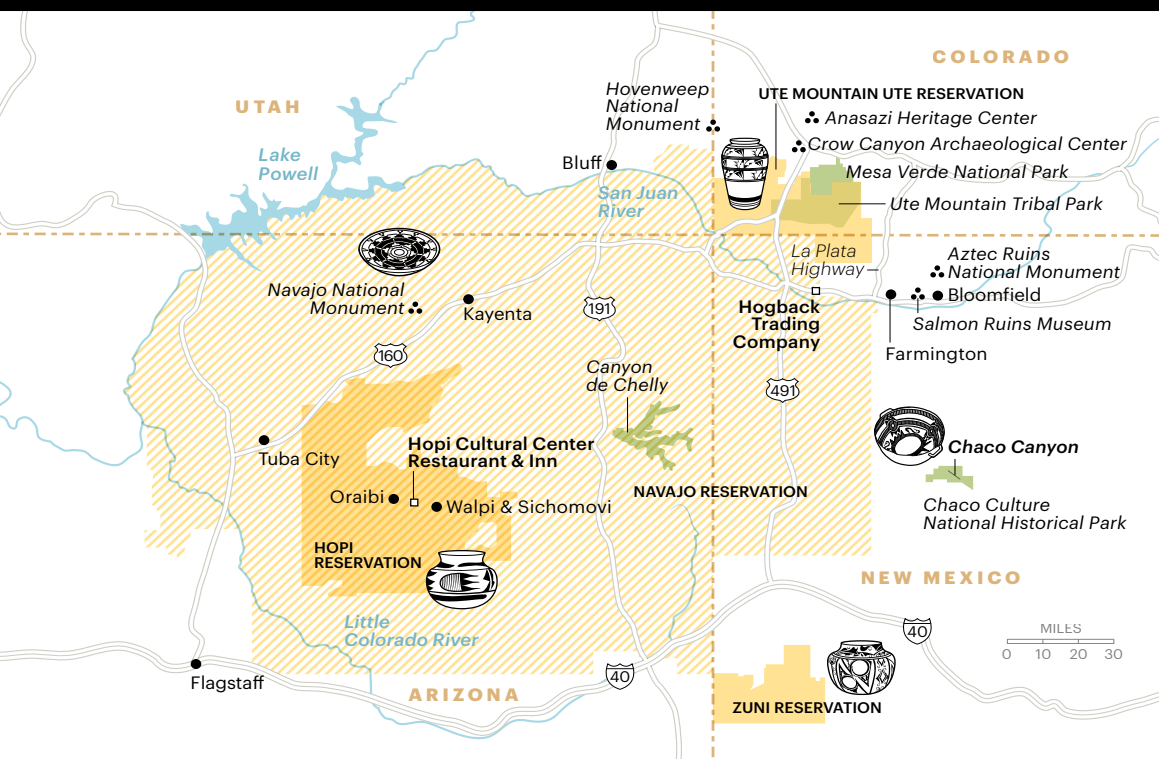 COLORADO
UTAH
Hovenweep
National
Monument
UTE MOUNTAIN UTE RESERVATION
Anasazi Heritage Center
Crow Canyon Archaeological Center
Lake
Powell
Bluff
Mesa Verde National Park
San Juan
River
Ute Mountain Tribal Park
La Plata
Highway
Aztec Ruins
National Monument
Navajo National
Monument
Kayenta
191
Hogback
Trading
Company
Bloomfield
Salmon Ruins Museum
Farmington
160
Canyon
de Chelly
491
Tuba City
Hopi Cultural Center
Restaurant & Inn
Chaco Canyon
Oraibi
Walpi & Sichomovi
NAVAJO RESERVATION
Chaco Culture
National Historical Park
HOPI
RESERVATION
NEW MEXICO
Little
Colorado River
40
MILES
0 10 20 30
Flagstaff
40
ARIZONA
ZUNI RESERVATION